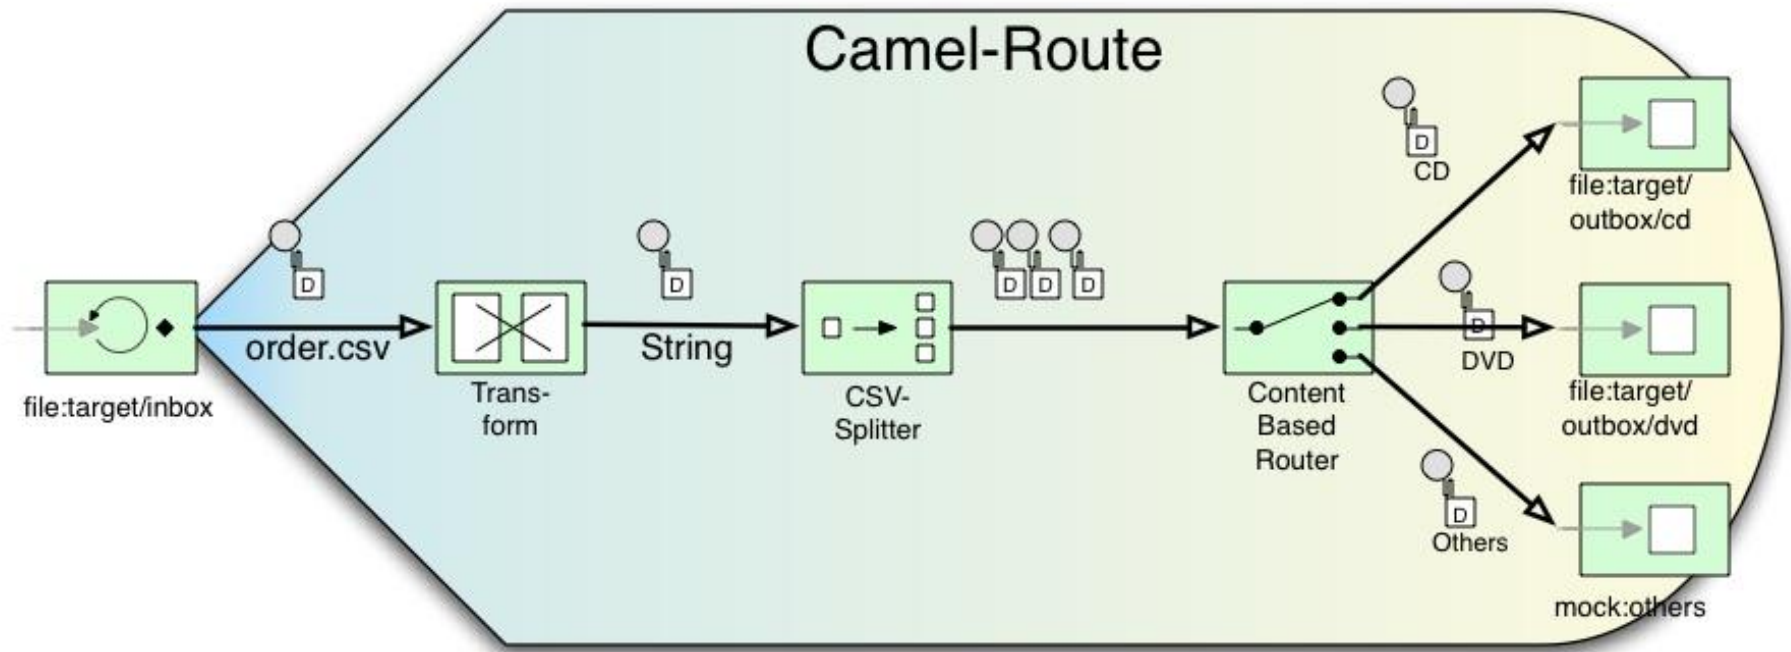 Camel-Route
D
CD
file:target/
outbox/cd
D
order.csv
file:target/inbox
Trans-
form
D
String
CSV-
Splitter
D D D
Content
Based
Router
D
DVD
file:target/
outbox/dvd
D
Others
mock:others